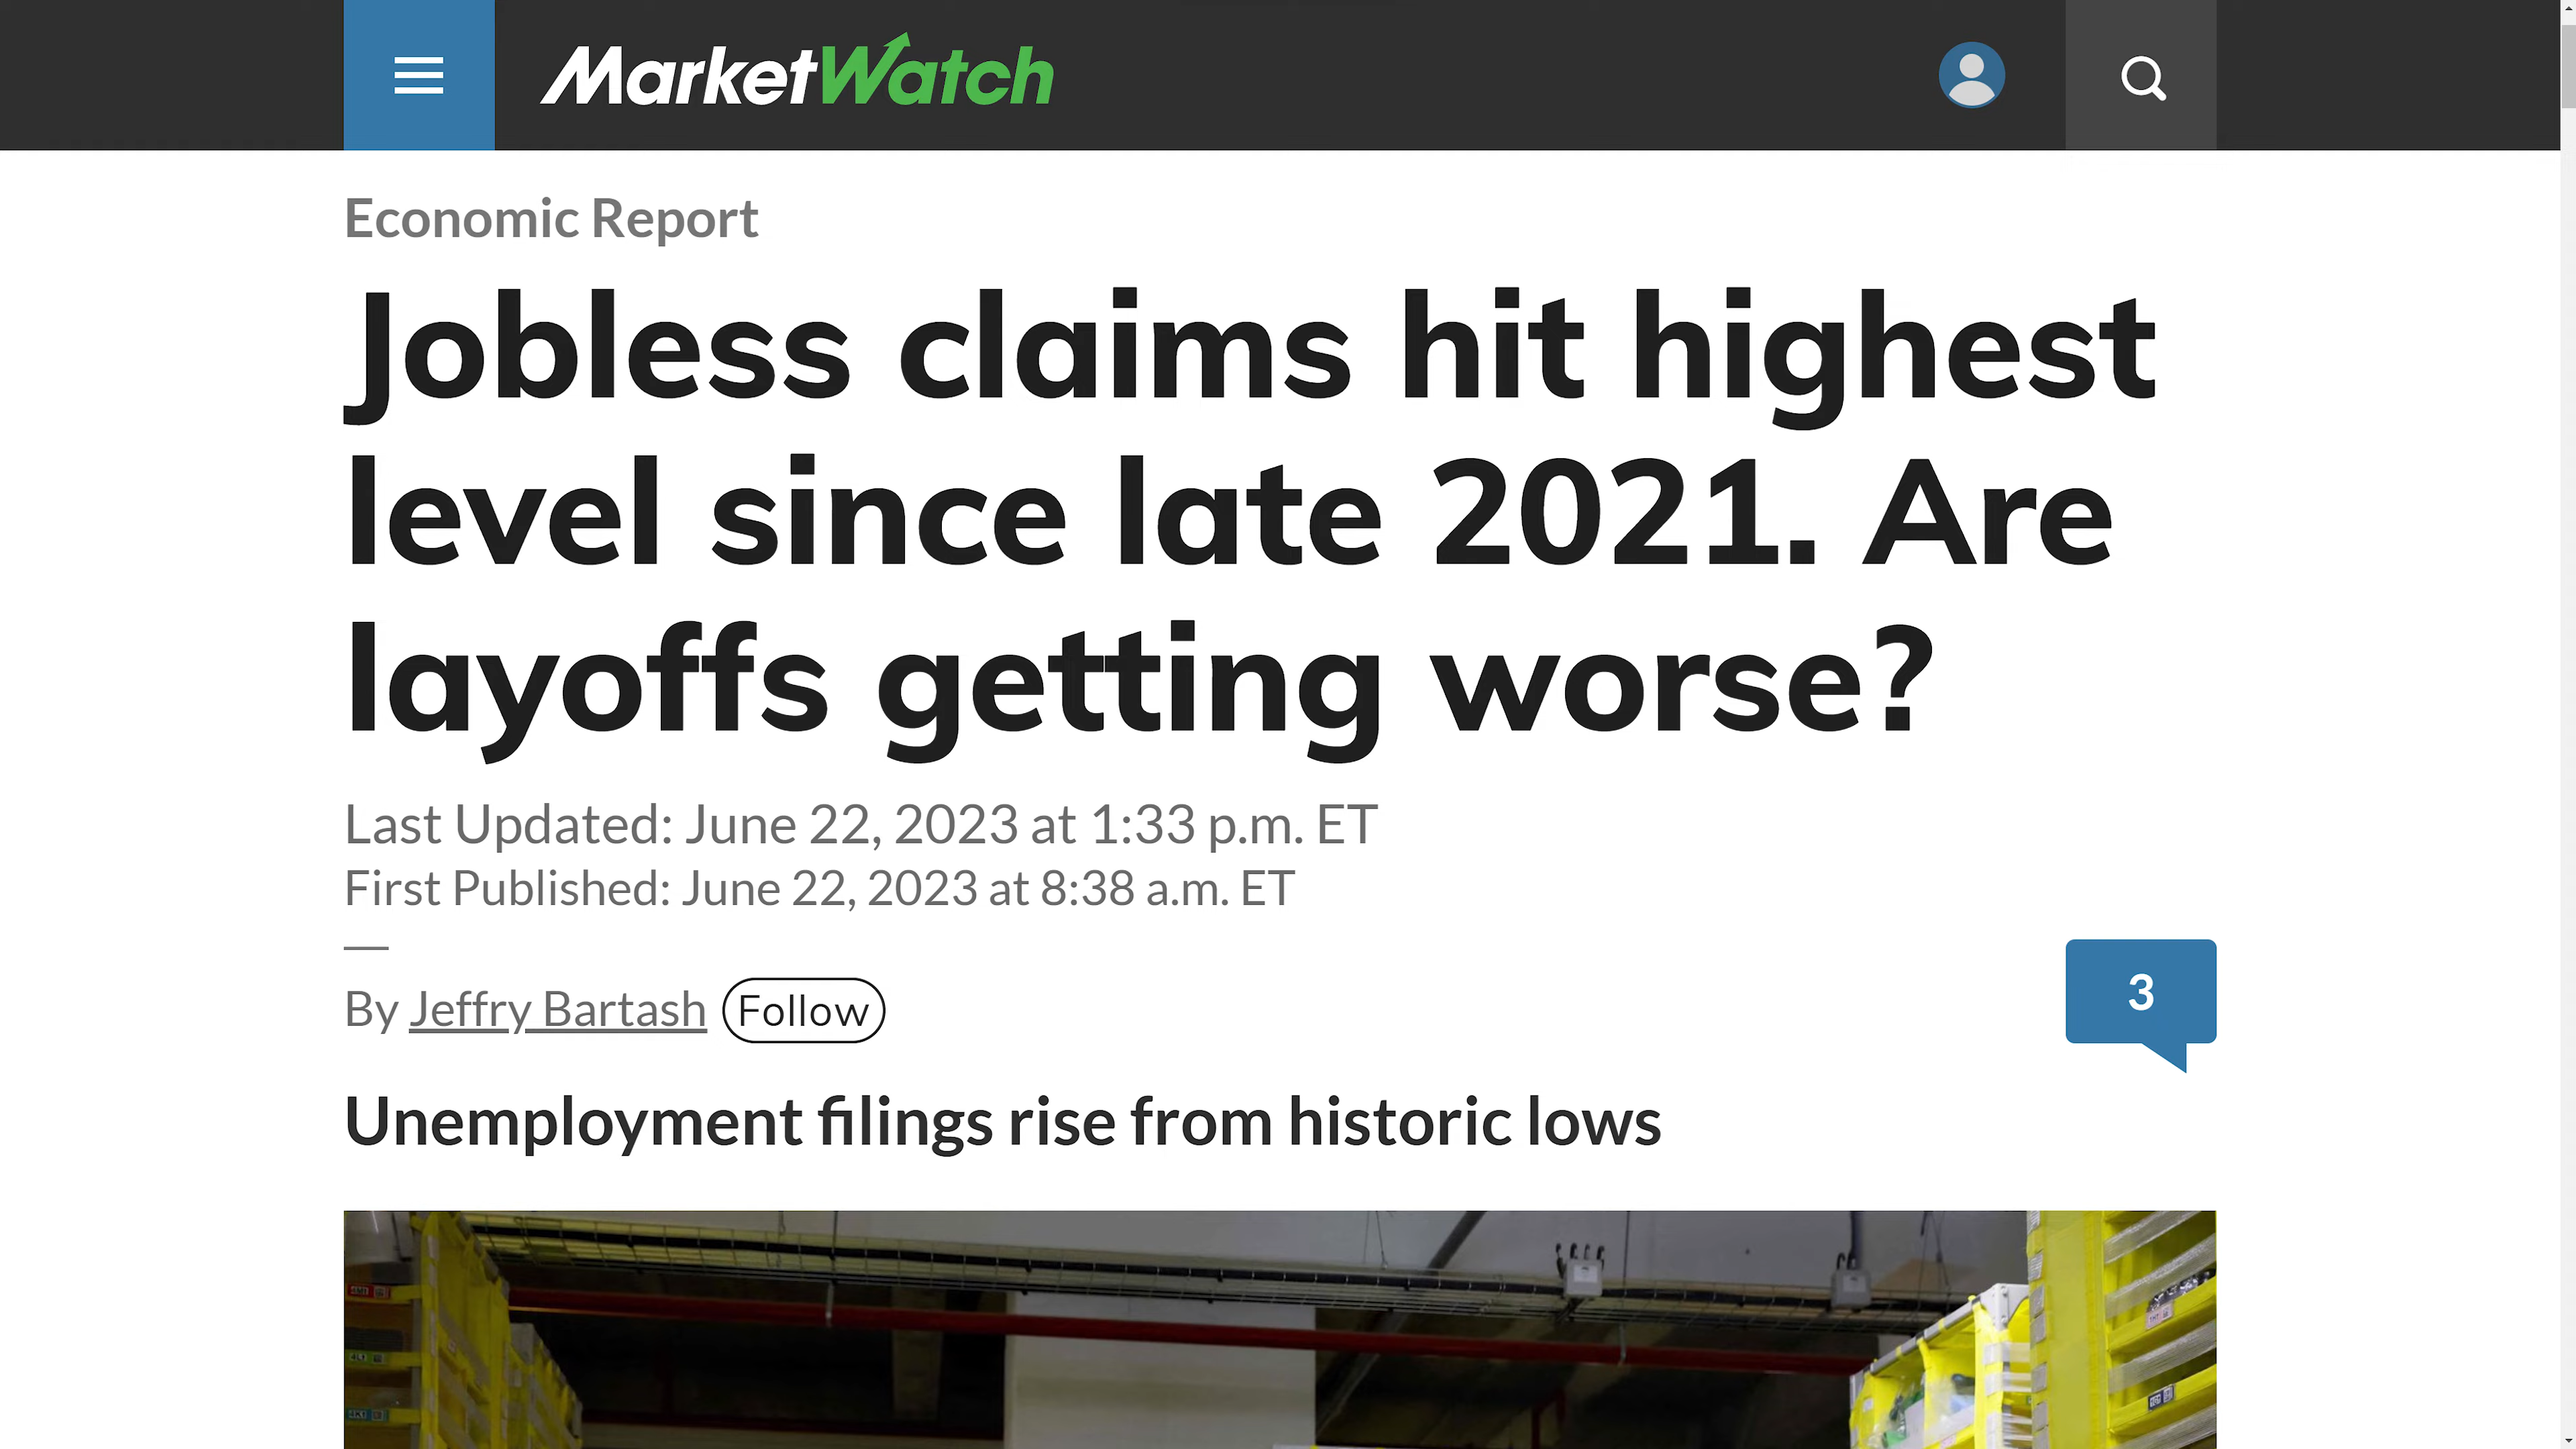 MarketWatch
Economic Report
Jobless claims hit highest
level since late 2021. Are
layoffs getting worse?
Last Updated: June 22, 2023 at 1:33 p.m. ET
First Published: June 22, 2023 at 8:38 a.m. ET
By Jeffry Bartash Follow
3
Unemployment filings rise from historic lows